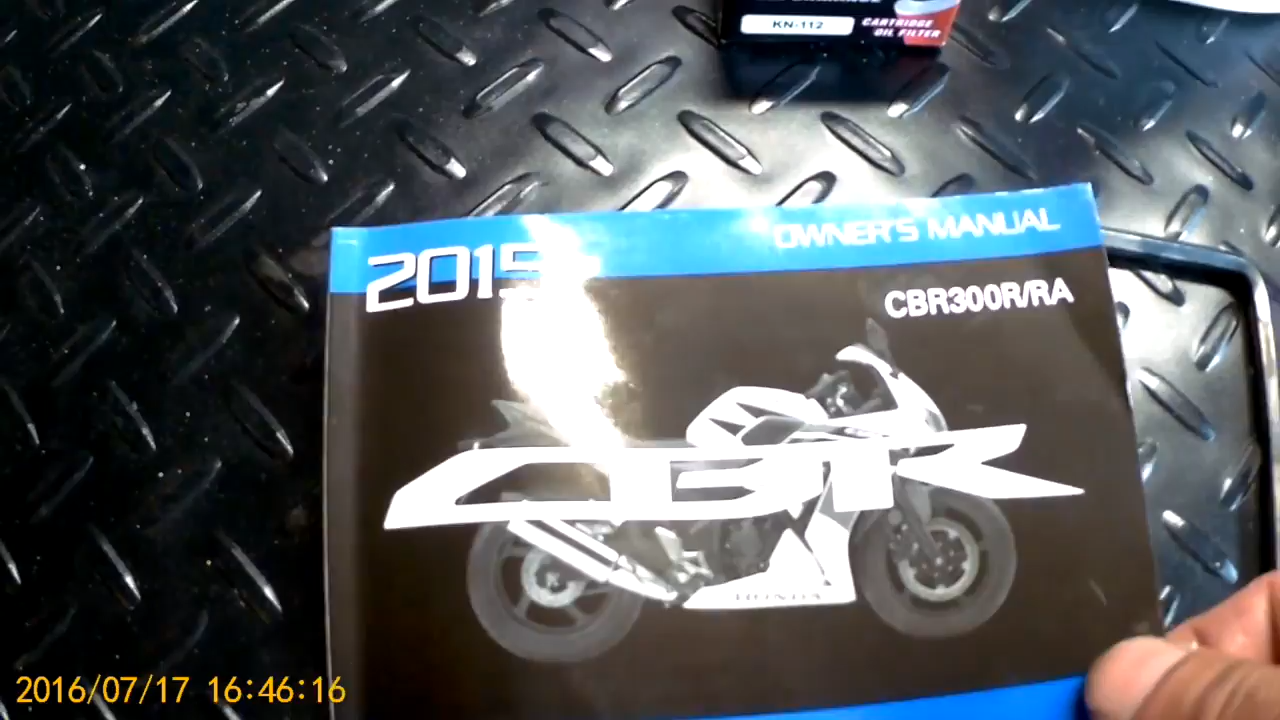 KN-112
CARTRIDGE
OIL FILTER
2015
OWNER'S MANUAL
CBR300R/RA
CBR
HONDA
2016/07/17 16:46:16